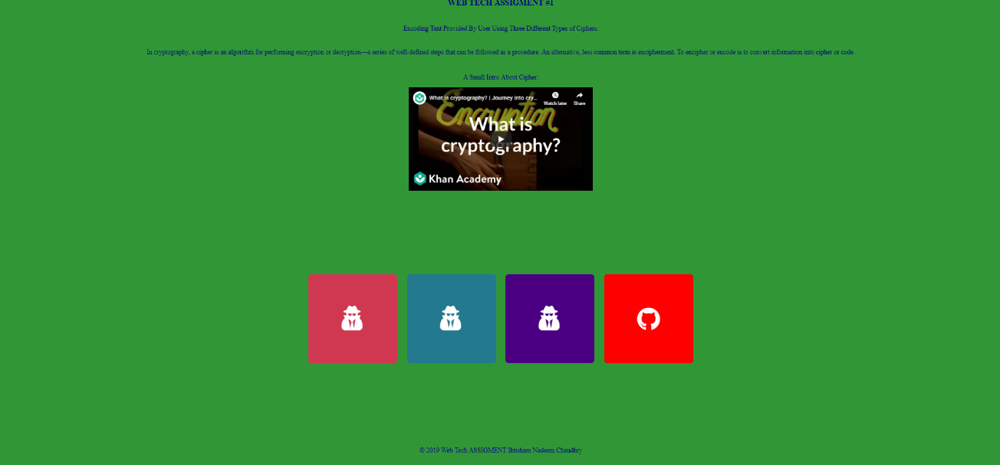 WEB TECH ASSIGMENT #1
Encoding Text Provided By User Using Three Different Types of Ciphers.
In cryptography, a cipher is an algorithm for performing encryption or decryption—a series of well-defined steps that can be followed as a procedure. An alternative, less common term is encipherment. To encipher or encode is to convert information into cipher or code.
A Small Intro About Cipher:
What is cryptography? | Journey into cry...
Watch later
Share
Encryption
What is
cryptography?
Khan Academy
© 2019 Web Tech ASSIGMENT Ihtisham Nadeem Chaudhry